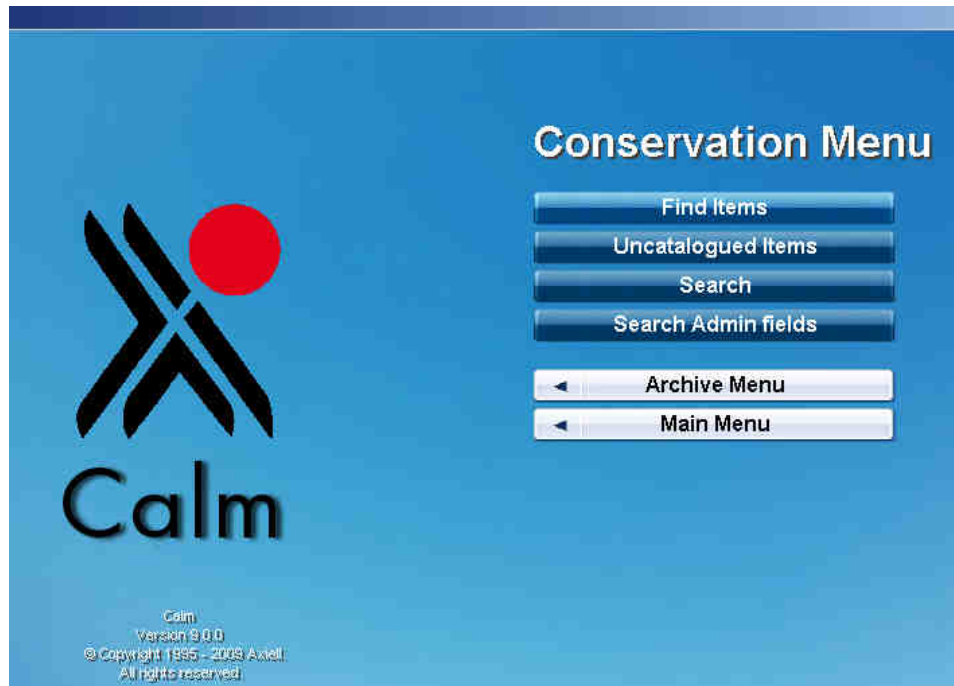 Conservation Menu
Find Items
Uncatalogued Items
Search
Search Admin fields
Archive Menu
Main Menu
Calm
Calm
Version 9.0.0
© Copyright 1995 - 2009 Axiell.
All rights reserved.